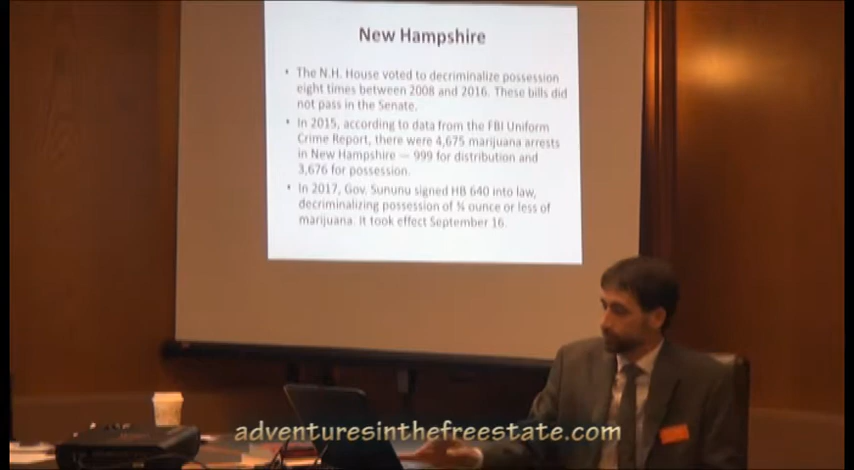 New Hampshire
• The N.H. House voted to decriminalize possession
eight times between 2008 and 2016. These bills did
not pass in the Senate.
• In 2015, according to data from the FBI Uniform
Crime Report, there were 4,675 marijuana arrests
in New Hampshire — 999 for distribution and
3,676 for possession.
• In 2017, Gov. Sununu signed HB 640 into law,
decriminalizing possession of ¾ ounce or less of
marijuana. It took effect September 16.
adventuresinthefreestate.com